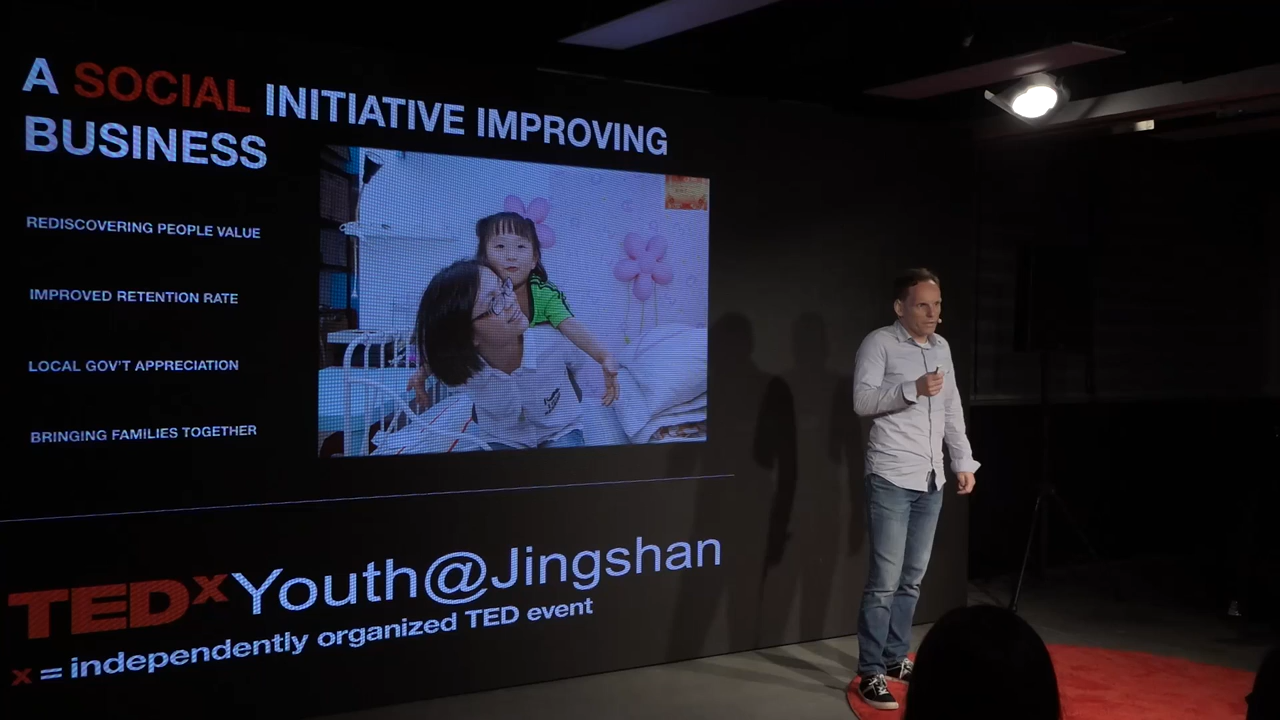 A SOCIAL INITIATIVE IMPROVING
BUSINESS
REDISCOVERING PEOPLE VALUE
IMPROVED RETENTION RATE
LOCAL GOV'T APPRECIATION
BRINGING FAMILIES TOGETHER
TEDxYouth@Jingshan
x = independently organized TED event